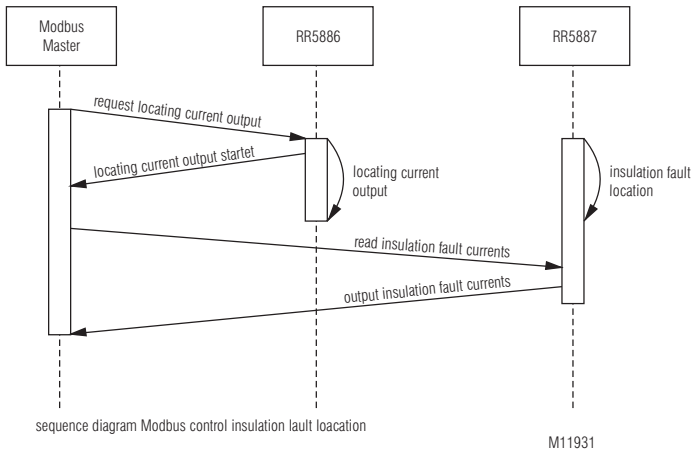 Modbus
Master
RR5886
RR5887
request locating current output
locating current output startet
locating current
output
insulation fault
location
read insulation fault currents
output insulation fault currents
sequence diagram Modbus control insulation lault loacation
M11931